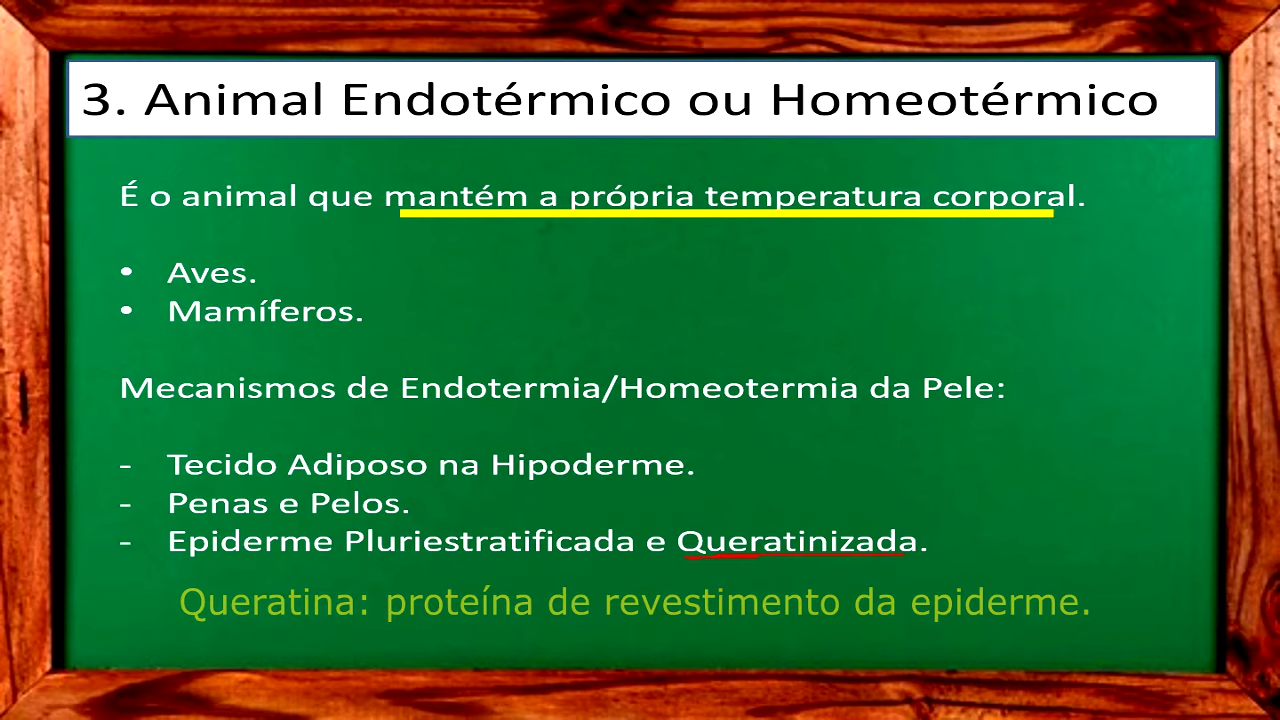 3. Animal Endotérmico ou Homeotérmico
É o animal que mantém a própria temperatura corporal.
• Aves.
• Mamíferos.
Mecanismos de Endotermia/Homeotermia da Pele:
- Tecido Adiposo na Hipoderme.
- Penas e Pelos.
- Epiderme Pluriestratificada e Queratinizada.
Queratina: proteína de revestimento da epiderme.